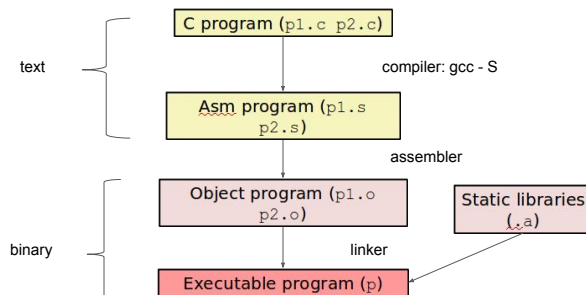 C program (p1.c p2.c)
text
compiler: gcc - S
Asm program (p1.s
p2.s)
assembler
Object program (p1.o
p2.o)
Static libraries
(.a)
binary
linker
Executable program (p)